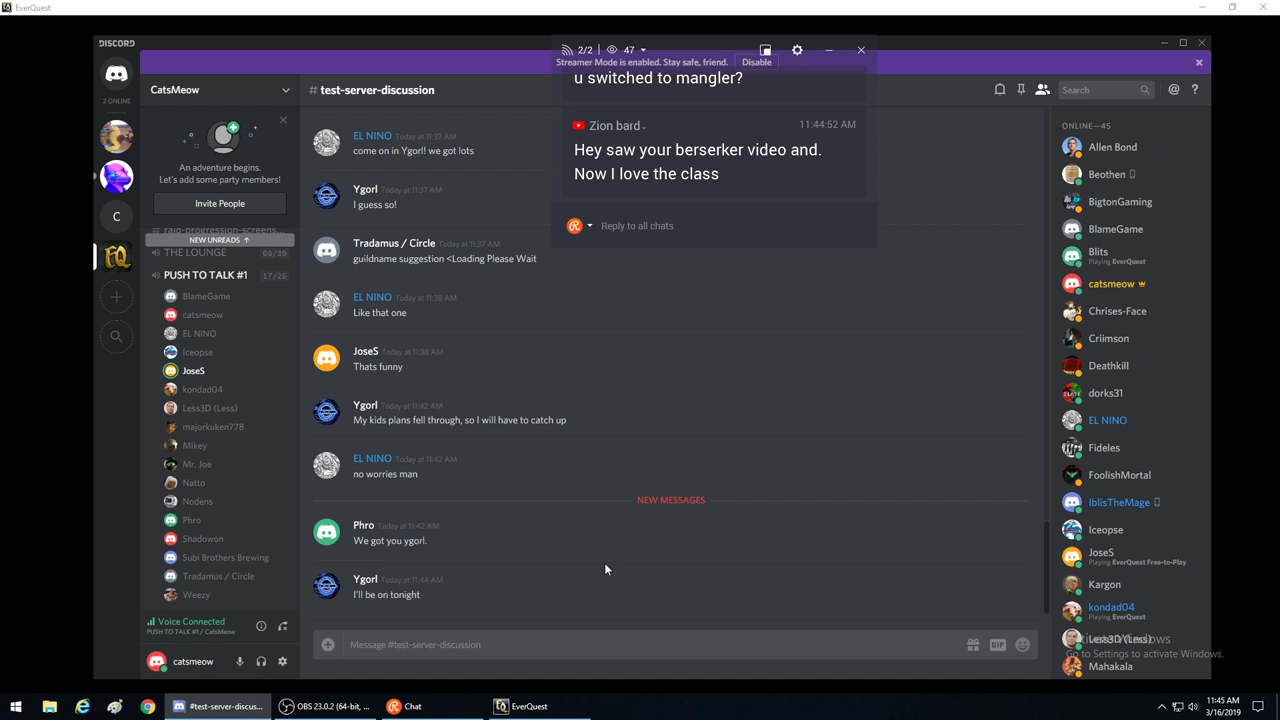 EverQuest
DISCORD
2/2
47
Streamer Mode is enabled. Stay safe, friend.
Disable
u switched to mangler?
Zion bard
11:44:52 AM
Hey saw your berserker video and.
Now I love the class
Reply to all chats
2 ONLINE
C
CatsMeow
An adventure begins.
Let's add some party members!
Invite People
raid-progression-screens...
NEW UNREADS
THE LOUNGE
00/39
PUSH TO TALK #1
17/20
BlameGame
catsmeow
EL NINO
Iceopse
JoseS
kondad04
Less3D (Less)
majorkuken778
Mikey
Mr. Joe
Natto
Nodens
Phro
Shadowon
Subi Brothers Brewing
Tradamus / Circle
Weezy
Voice Connected
PUSH TO TALK #1 / CatsMeow
catsmeow
# test-server-discussion
Search
EL NINO Today at 11:37 AM
come on in Ygorl! we got lots
Ygorl Today at 11:37 AM
I guess so!
Tradamus / Circle Today at 11:37 AM
guildname suggestion <Loading Please Wait
EL NINO Today at 11:38 AM
Like that one
JoseS Today at 11:38 AM
Thats funny
Ygorl Today at 11:42 AM
My kids plans fell through, so I will have to catch up
EL NINO Today at 11:42 AM
no worries man
NEW MESSAGES
Phro Today at 11:42 AM
We got you ygorl.
Ygorl Today at 11:44 AM
I'll be on tonight
Message #test-server-discussion
GIF
ONLINE—45
Allen Bond
Beothen
BigtonGaming
BlameGame
Blits
Playing EverQuest
catsmeow
Chrises-Face
Criimson
Deathkill
dorks31
EL NINO
Fideles
FoolishMortal
IblisTheMage
Iceopse
JoseS
Playing EverQuest Free-to-Play
Kargon
kondad04
Playing EverQuest
Less3D (Less)
Go to Settings to activate Windows.
Mahakala
#test-server-discus...
OBS 23.0.2 (64-bit, ...
Chat
EverQuest
11:45 AM
3/16/2019